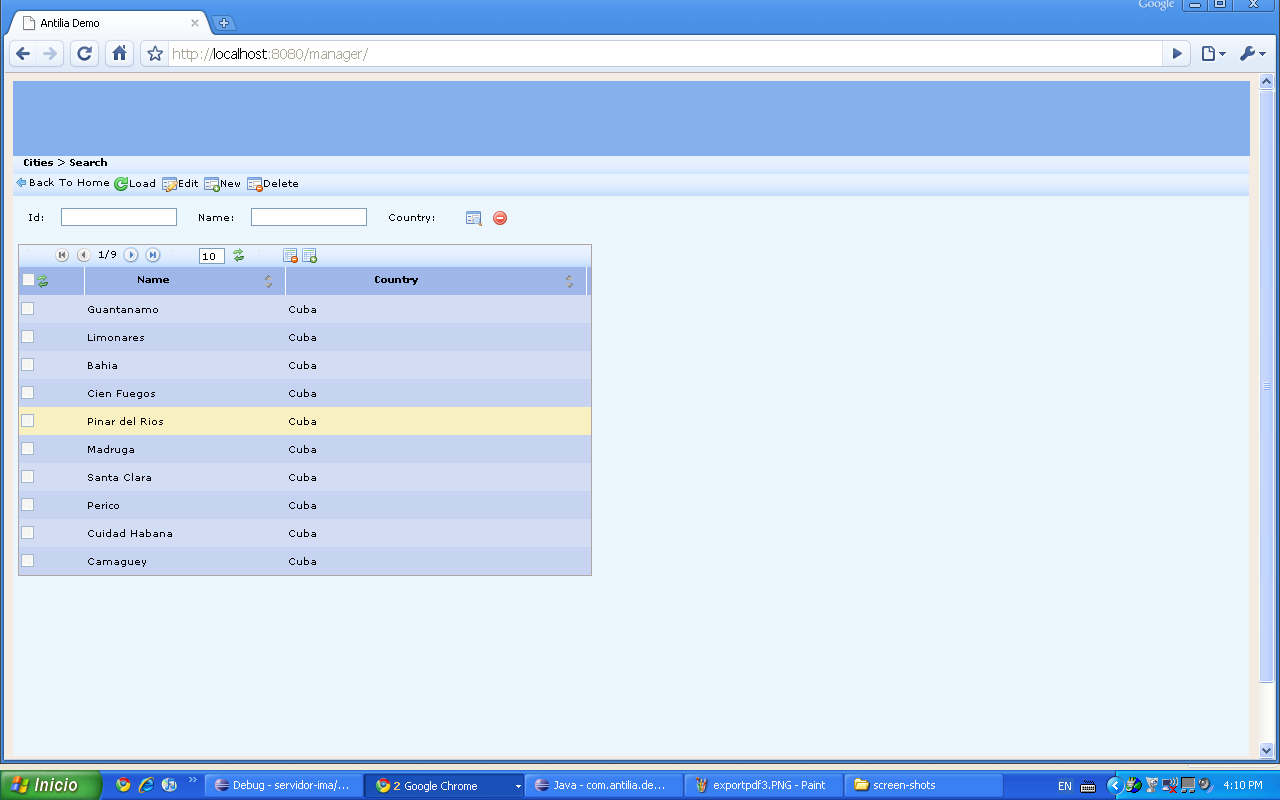 Google
Antilia Demo
http://localhost:8080/manager/
Cities > Search
Back To Home Load Edit New Delete
Id: Name: Country:
1/9 10
Name Country
Guantanamo Cuba
Limonares Cuba
Bahia Cuba
Cien Fuegos Cuba
Pinar del Rios Cuba
Madruga Cuba
Santa Clara Cuba
Perico Cuba
Cuidad Habana Cuba
Camaguey Cuba
Inicio Debug - servidor-ima/... 2 Google Chrome Java - com.antilia.de... exportpdf3.PNG - Paint screen-shots EN 4:10 PM